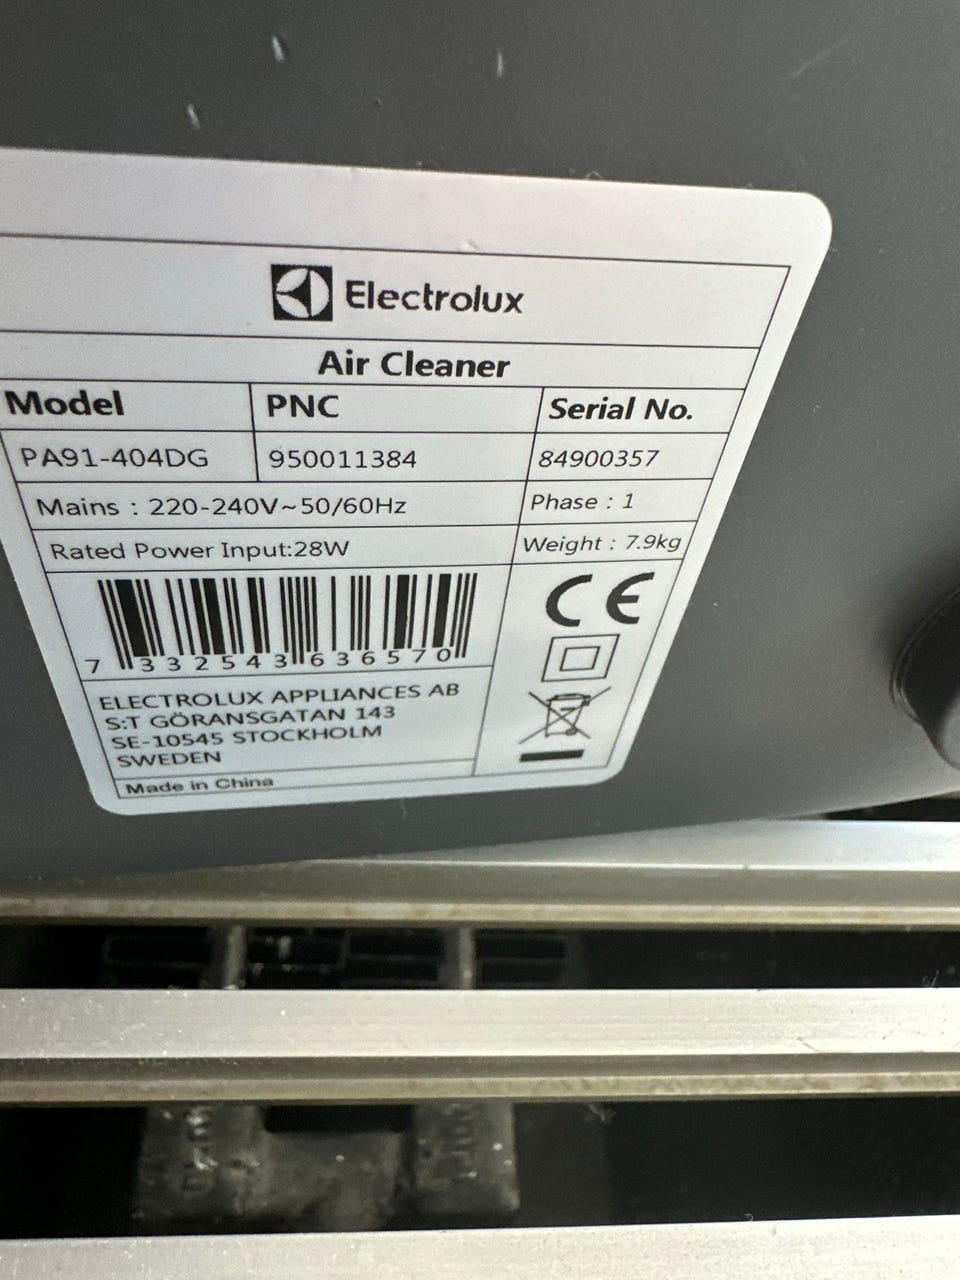 Electrolux
Air Cleaner
Model PNC Serial No.
PA91-404DG 950011384 84900357
Mains : 220-240V~50/60Hz Phase : 1
Rated Power Input:28W Weight : 7.9kg
CE
7 332543 636570
ELECTROLUX APPLIANCES AB
S:T GÖRANSGATAN 143
SE-10545 STOCKHOLM
SWEDEN
Made in China